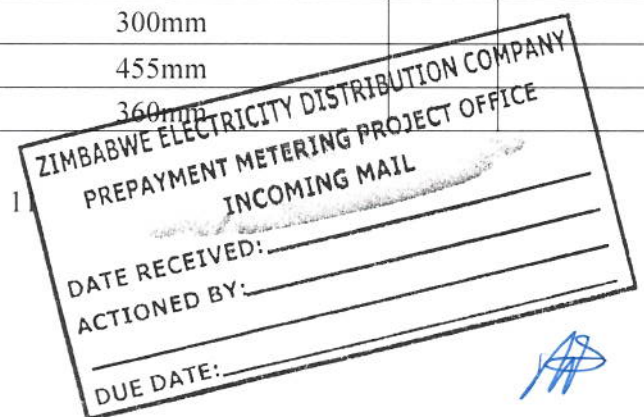 300mm
455mm
360mm
ZIMBABWE ELECTRICITY DISTRIBUTION COMPANY
PREPAYMENT METERING PROJECT OFFICE
INCOMING MAIL
DATE RECEIVED:
ACTIONED BY:
DUE DATE: